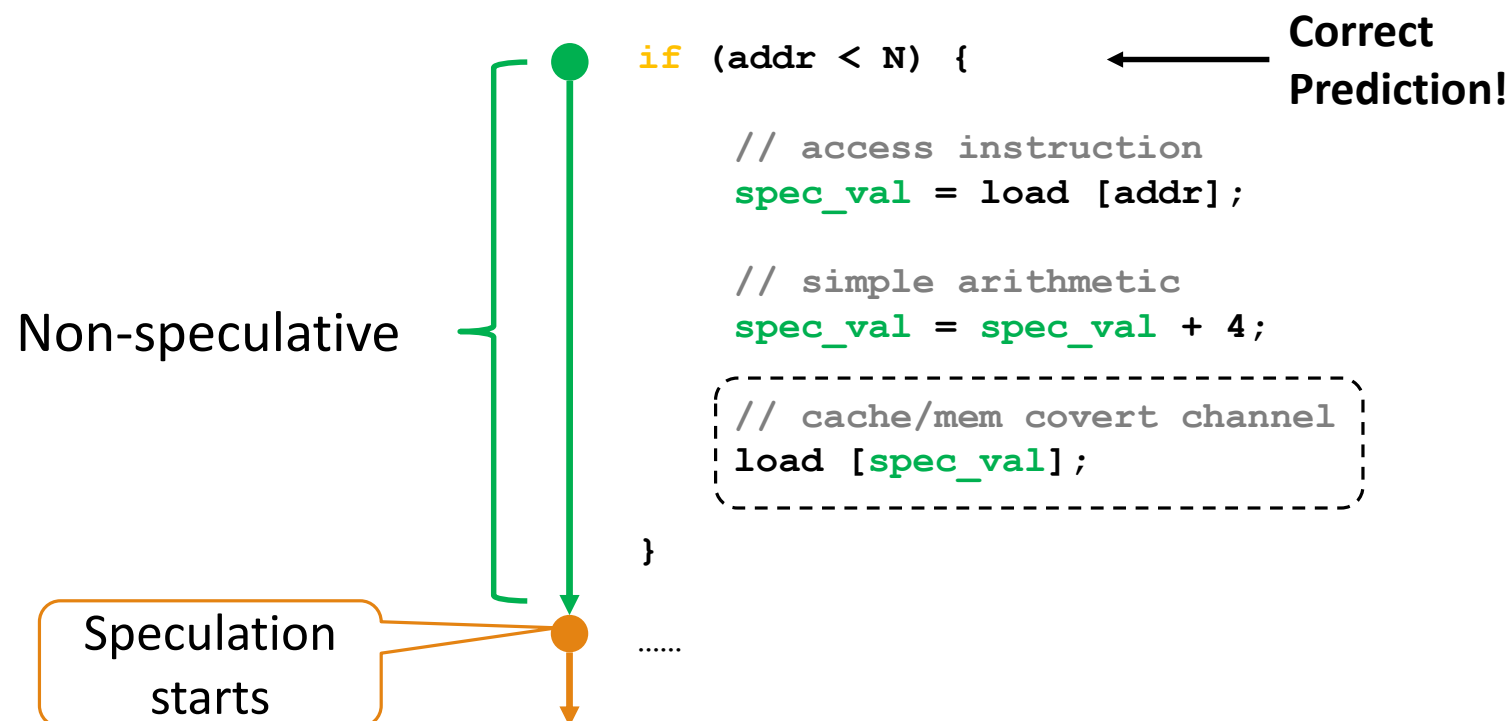 if (addr < N) {
Correct
Prediction!
// access instruction
spec_val = load [addr];
// simple arithmetic
spec_val = spec_val + 4;
Non-speculative
// cache/mem covert channel
load [spec_val];
}
Speculation
starts
……